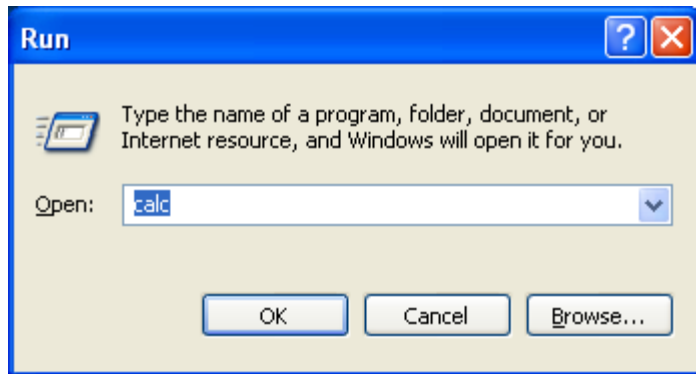 Run
Type the name of a program, folder, document, or
Internet resource, and Windows will open it for you.
Open: calc
OK Cancel Browse...